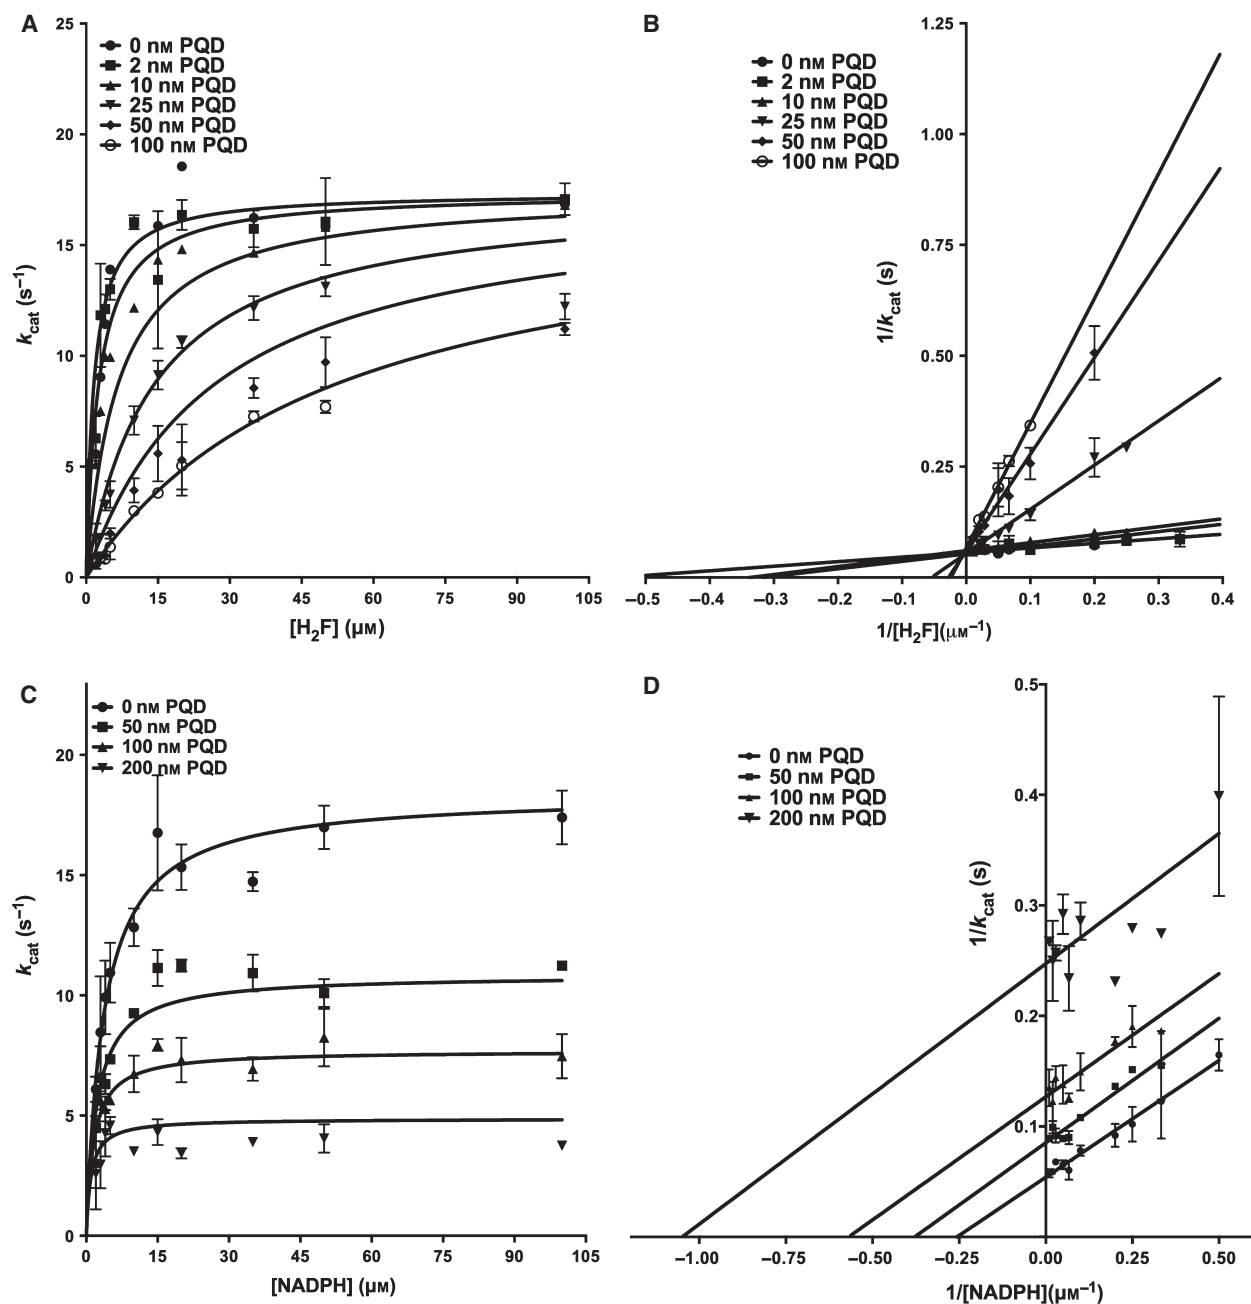 A
25
20
15
10
5
0
k_cat (s⁻¹)
0 nM PQD
2 nM PQD
10 nM PQD
25 nM PQD
50 nM PQD
100 nM PQD
0 15 30 45 60 75 90 105
[H₂F] (μM)
B
1.25
1.00
0.75
0.50
0.25
1/k_cat (s)
0 nM PQD
2 nM PQD
10 nM PQD
25 nM PQD
50 nM PQD
100 nM PQD
–0.5 –0.4 –0.3 –0.2 –0.1 0.0 0.1 0.2 0.3 0.4
1/[H₂F](μM⁻¹)
C
20
15
10
5
0
k_cat (s⁻¹)
0 nM PQD
50 nM PQD
100 nM PQD
200 nM PQD
0 15 30 45 60 75 90 105
[NADPH] (μM)
D
0.5
0.4
0.3
0.2
0.1
1/k_cat (s)
0 nM PQD
50 nM PQD
100 nM PQD
200 nM PQD
–1.00 –0.75 –0.50 –0.25 0.00 0.25 0.50
1/[NADPH](μM⁻¹)